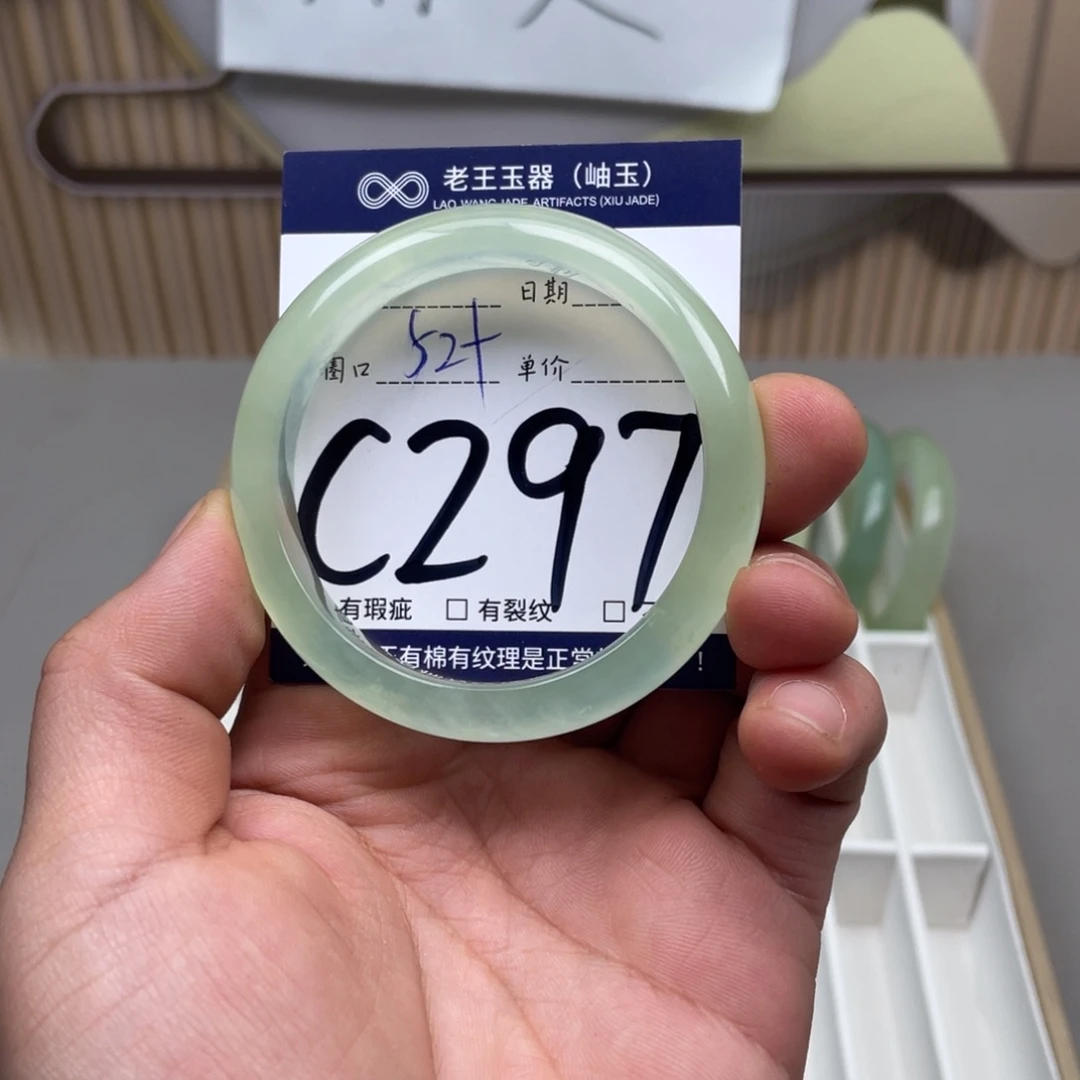 老王玉器（岫玉）
LAO WANG JADE ARTIFACTS (XIU JADE)
日期
圈口 52+ 单价
C297
有瑕疵 □ 有裂纹 □
有棉有纹理是正常 !